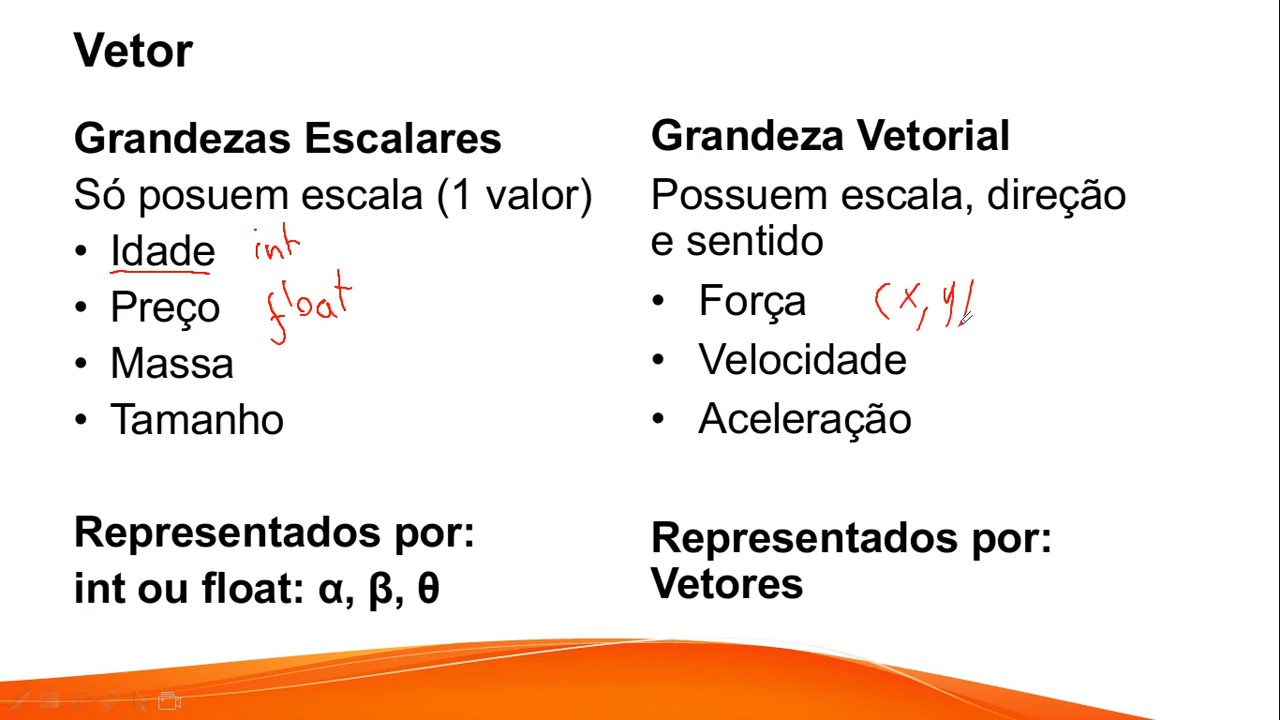 Vetor
Grandezas Escalares
Só posuem escala (1 valor)
• Idade int
• Preço float
• Massa
• Tamanho
Representados por:
int ou float: α, β, θ
Grandeza Vetorial
Possuem escala, direção
e sentido
• Força (x, y)
• Velocidade
• Aceleração
Representados por:
Vetores